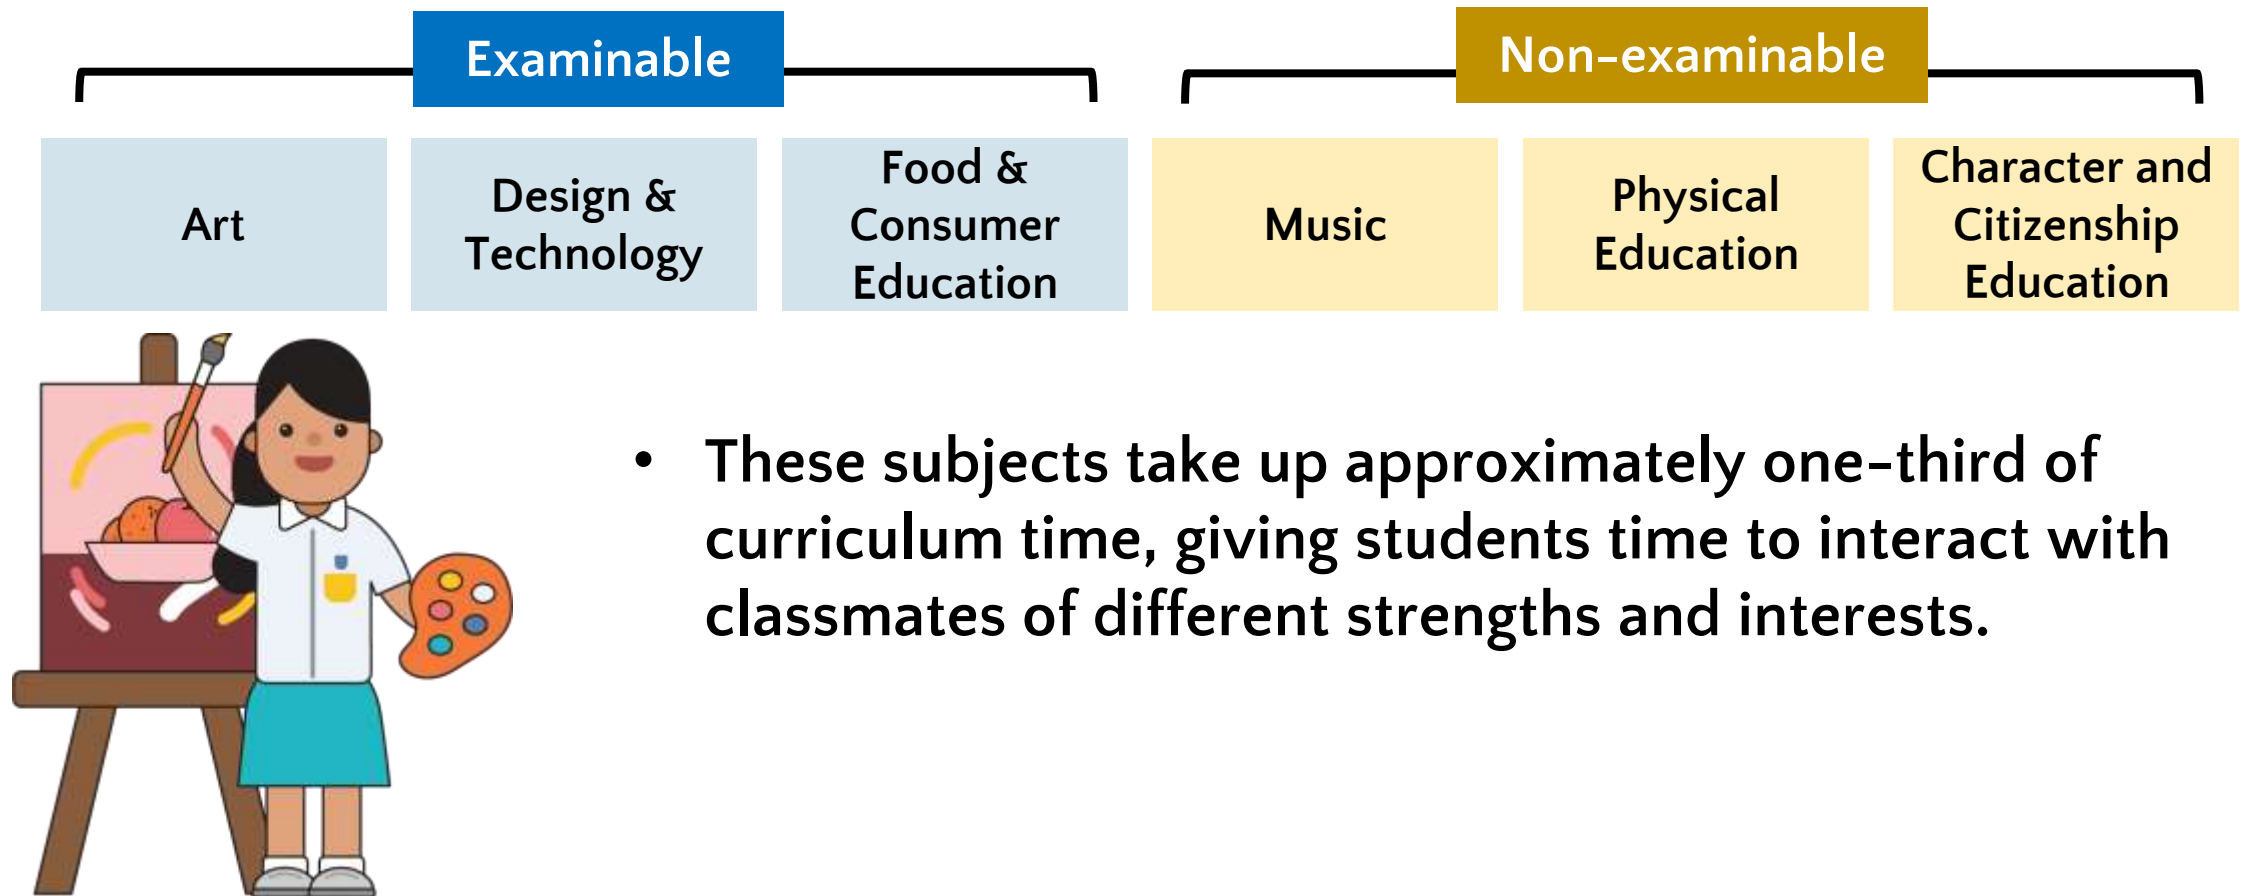 Examinable
Non-examinable
Art
Design &
Technology
Food &
Consumer
Education
Music
Physical
Education
Character and
Citizenship
Education
• These subjects take up approximately one-third of
curriculum time, giving students time to interact with
classmates of different strengths and interests.